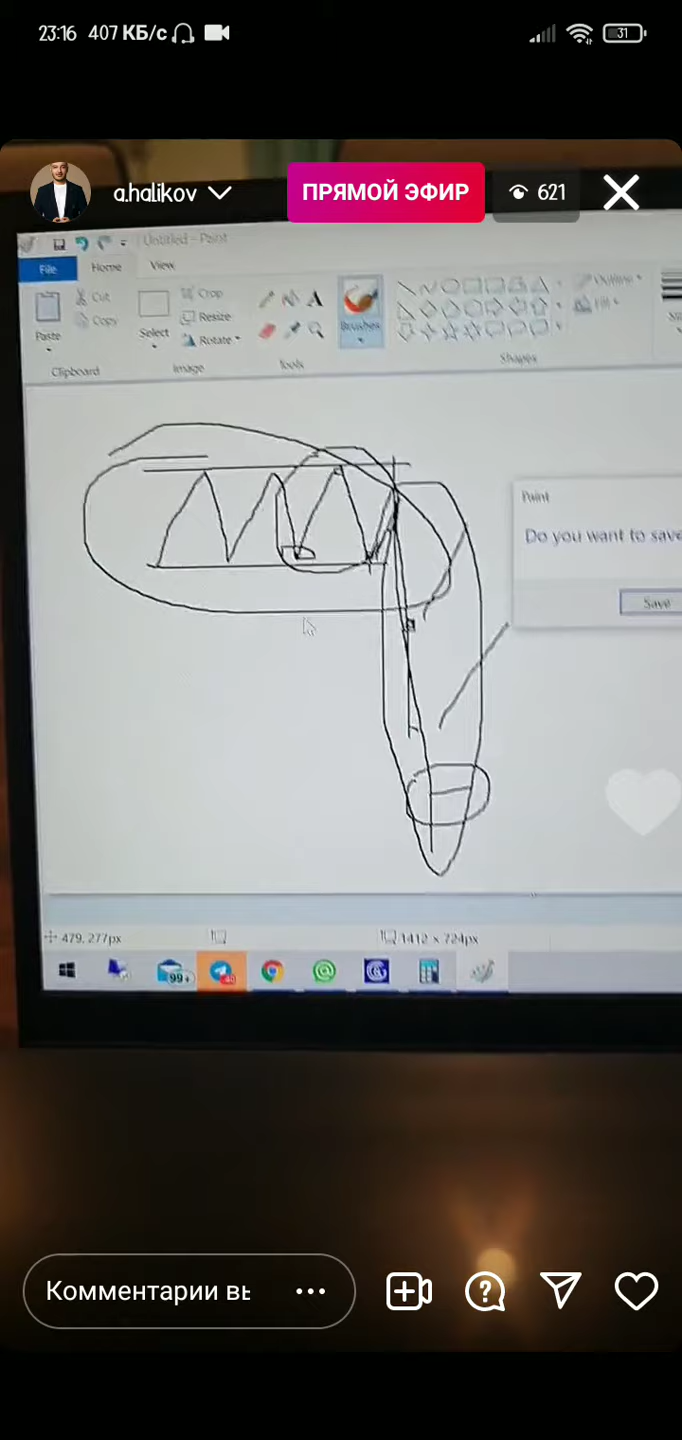 23:16 407 КБ/с 31
a.halikov ПРЯМОЙ ЭФИР 621
Untitled - Paint
File Home View
Cut
Copy
Paste
Clipboard
Crop
Resize
Rotate
Select
Image
Tools
A
Brushes
Outline
Fill
Shapes
Paint
Do you want to save
Save
479, 277px
1412 × 724px
99+
40
Комментарии вы ...